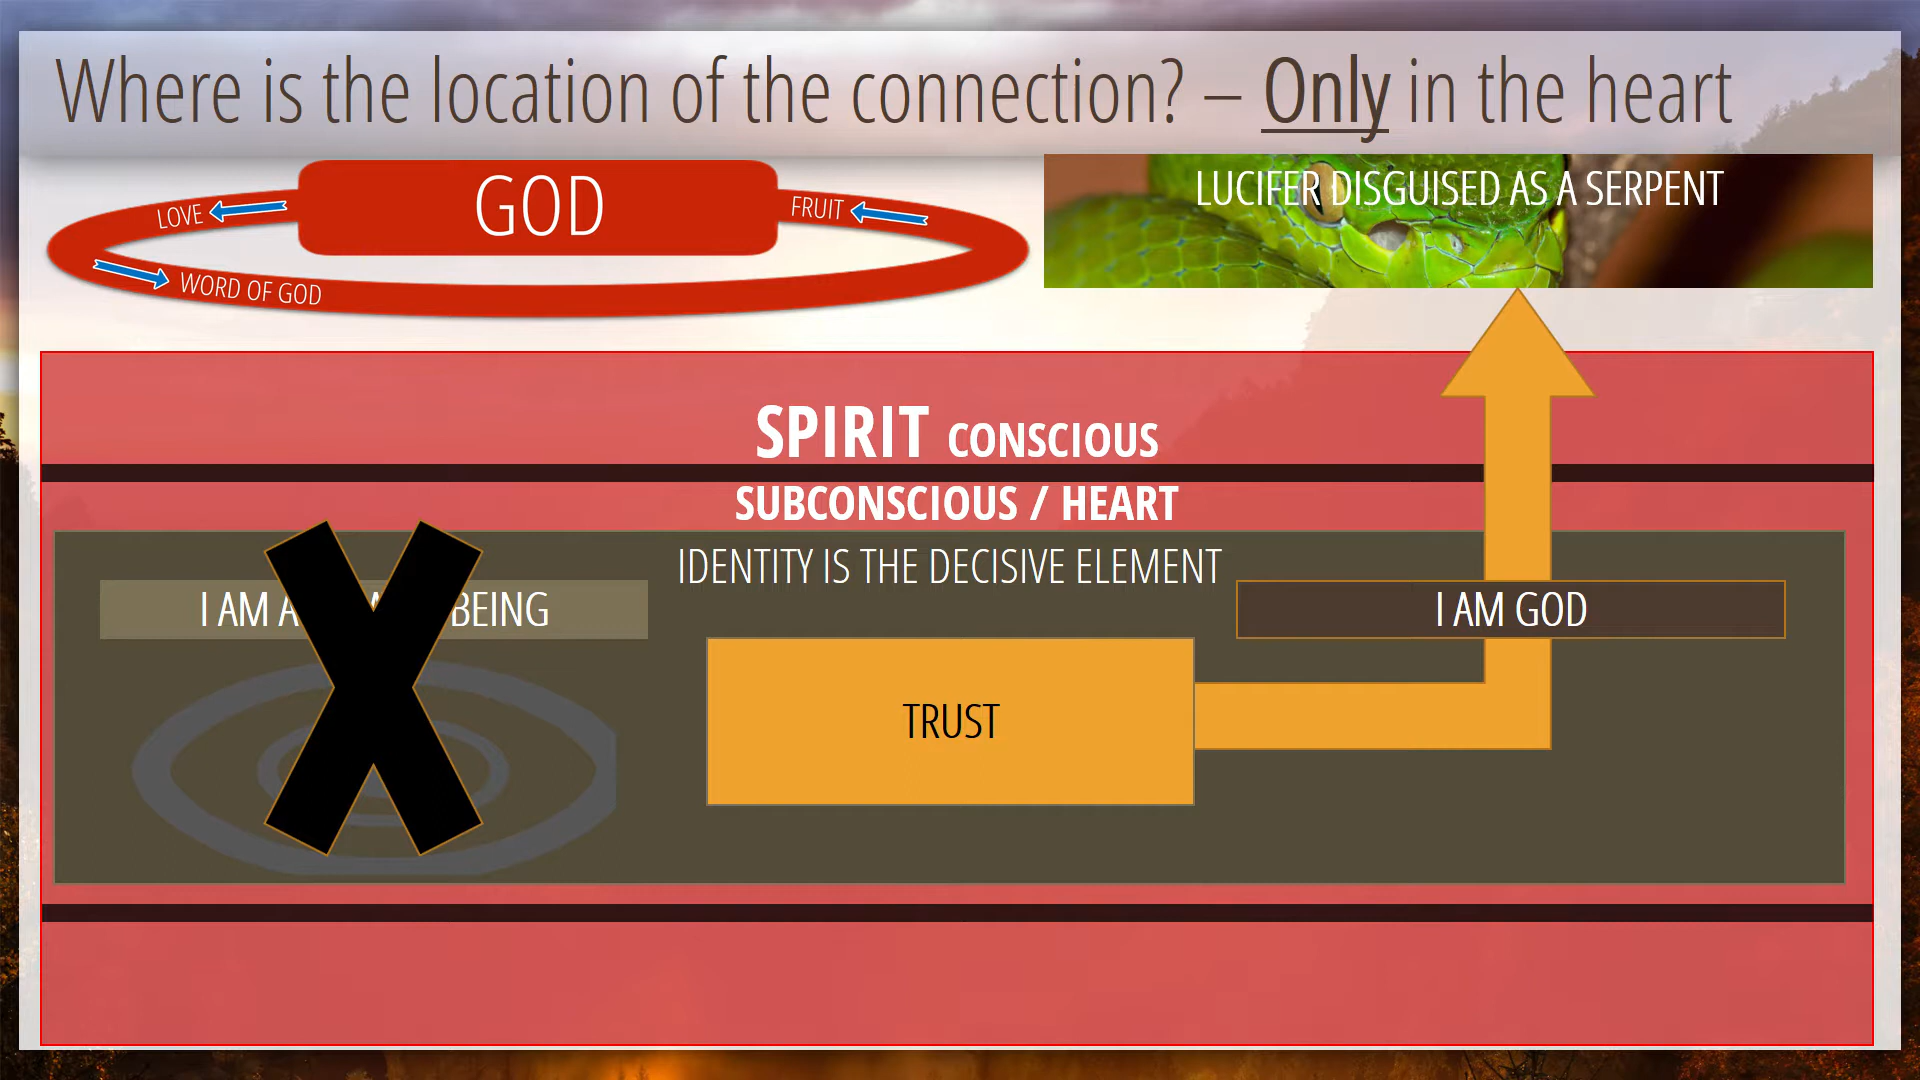 Where is the location of the connection? – Only in the heart
GOD
LOVE
FRUIT
WORD OF GOD
LUCIFER DISGUISED AS A SERPENT
SPIRIT CONSCIOUS
SUBCONSCIOUS / HEART
IDENTITY IS THE DECISIVE ELEMENT
I AM A BEING
I AM GOD
TRUST